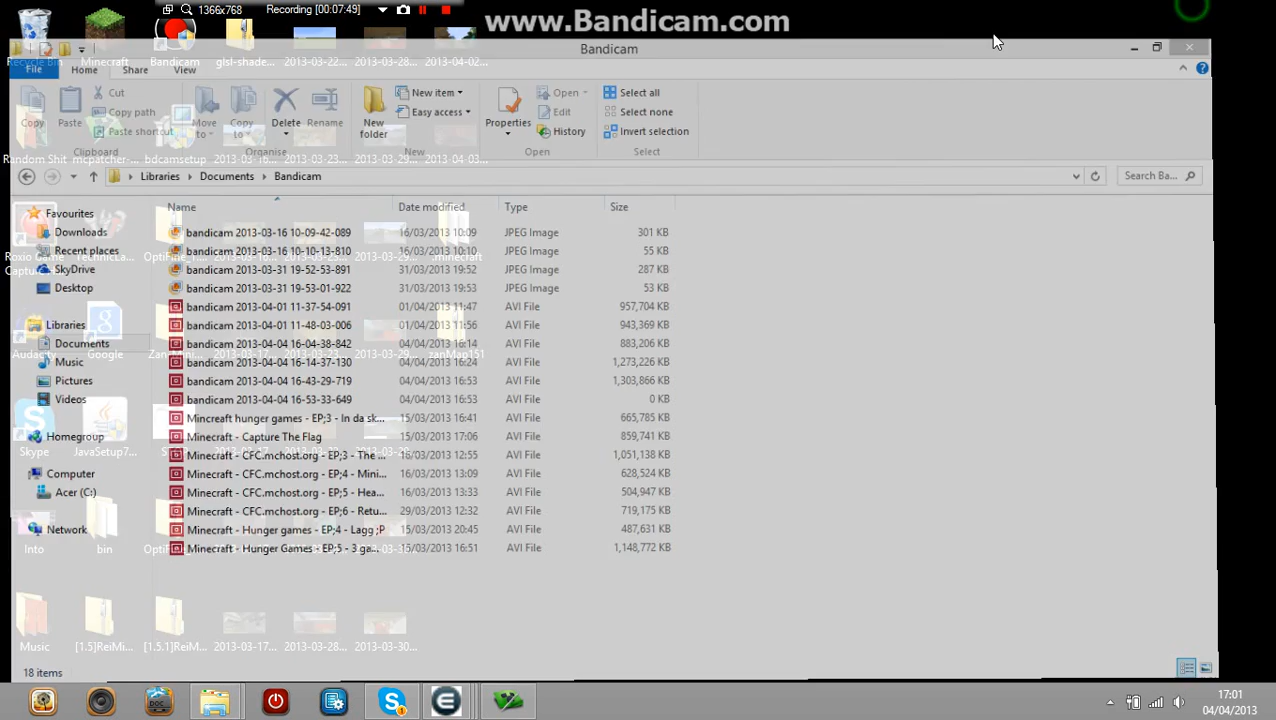 1366x768 Recording [00:07:49]
www.Bandicam.com
Bandicam
Recycle Bin Minecraft Bandicam glsl-shade... 2013-03-22... 2013-03-28... 2013-04-02...
File Home Share View
Copy Paste Cut Copy path Paste shortcut Move to Copy to Delete Rename New folder New item Easy access Properties Open Edit History Select all Select none Invert selection
Clipboard Organise New Open Select
Random Shit mcpatcher-... bdcamsetup 2013-03-16... 2013-03-23... 2013-03-29... 2013-04-03...
Libraries Documents Bandicam Search Ba...
Name Date modified Type Size
Favourites
Downloads
Recent places
SkyDrive
Desktop
Libraries
Documents
Music
Pictures
Videos
Homegroup
Computer
Acer (C:)
Network
bandicam 2013-03-16 10-09-42-089 16/03/2013 10:09 JPEG Image 301 KB
bandicam 2013-03-16 10-10-13-810 16/03/2013 10:10 JPEG Image 55 KB
bandicam 2013-03-31 19-52-53-891 31/03/2013 19:52 JPEG Image 287 KB
bandicam 2013-03-31 19-53-01-922 31/03/2013 19:53 JPEG Image 53 KB
bandicam 2013-04-01 11-37-54-091 01/04/2013 11:47 AVI File 957,704 KB
bandicam 2013-04-01 11-48-03-006 01/04/2013 11:56 AVI File 943,369 KB
bandicam 2013-04-04 16-04-38-842 04/04/2013 16:14 AVI File 883,206 KB
bandicam 2013-04-04 16-14-37-130 04/04/2013 16:24 AVI File 1,273,226 KB
bandicam 2013-04-04 16-43-29-719 04/04/2013 16:53 AVI File 1,303,866 KB
bandicam 2013-04-04 16-53-33-649 04/04/2013 16:53 AVI File 0 KB
Mincreaft hunger games - EP;3 - In da sk... 15/03/2013 16:41 AVI File 665,785 KB
Minecraft - Capture The Flag 15/03/2013 17:06 AVI File 859,741 KB
Minecraft - CFC.mchost.org - EP;3 - The ... 12:55 AVI File 1,051,138 KB
Minecraft - CFC.mchost.org - EP;4 - Mini... 16/03/2013 13:09 AVI File 628,524 KB
Minecraft - CFC.mchost.org - EP;5 - Hea... 16/03/2013 13:33 AVI File 504,947 KB
Minecraft - CFC.mchost.org - EP;6 - Retu... 29/03/2013 12:32 AVI File 719,175 KB
Minecraft - Hunger games - EP;4 - Lagg ;P 15/03/2013 20:45 AVI File 487,631 KB
Minecraft - Hunger Games - EP;5 - 3 ga... 16:51 AVI File 1,148,772 KB
Roxio Game Capture
.minecraft
Audacity Google zanMap151
Skype JavaSetup7...
Into bin
Music [1.5]ReiMi... [1.5.1]ReiM... 2013-03-17... 2013-03-28... 2013-03-30...
18 items
17:01
04/04/2013